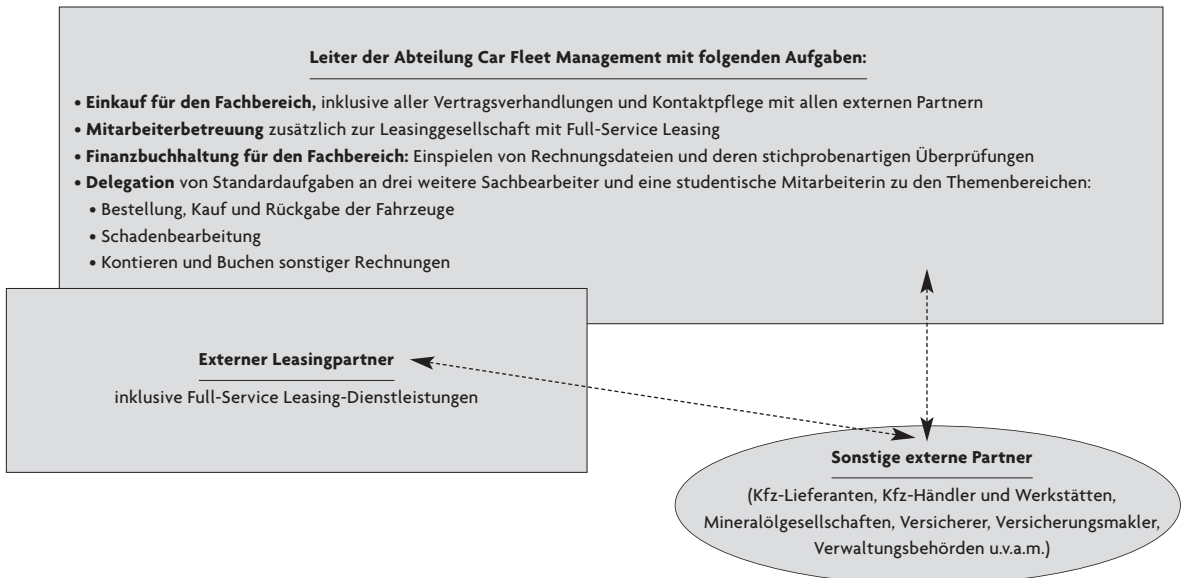 Leiter der Abteilung Car Fleet Management mit folgenden Aufgaben:
• Einkauf für den Fachbereich, inklusive aller Vertragsverhandlungen und Kontaktpflege mit allen externen Partnern
• Mitarbeiterbetreuung zusätzlich zur Leasinggesellschaft mit Full-Service Leasing
• Finanzbuchhaltung für den Fachbereich: Einspielen von Rechnungsdateien und deren stichprobenartigen Überprüfungen
• Delegation von Standardaufgaben an drei weitere Sachbearbeiter und eine studentische Mitarbeiterin zu den Themenbereichen:
• Bestellung, Kauf und Rückgabe der Fahrzeuge
• Schadenbearbeitung
• Kontieren und Buchen sonstiger Rechnungen
Externer Leasingpartner
inklusive Full-Service Leasing-Dienstleistungen
Sonstige externe Partner
(Kfz-Lieferanten, Kfz-Händler und Werkstätten,
Mineralölgesellschaften, Versicherer, Versicherungsmakler,
Verwaltungsbehörden u.v.a.m.)